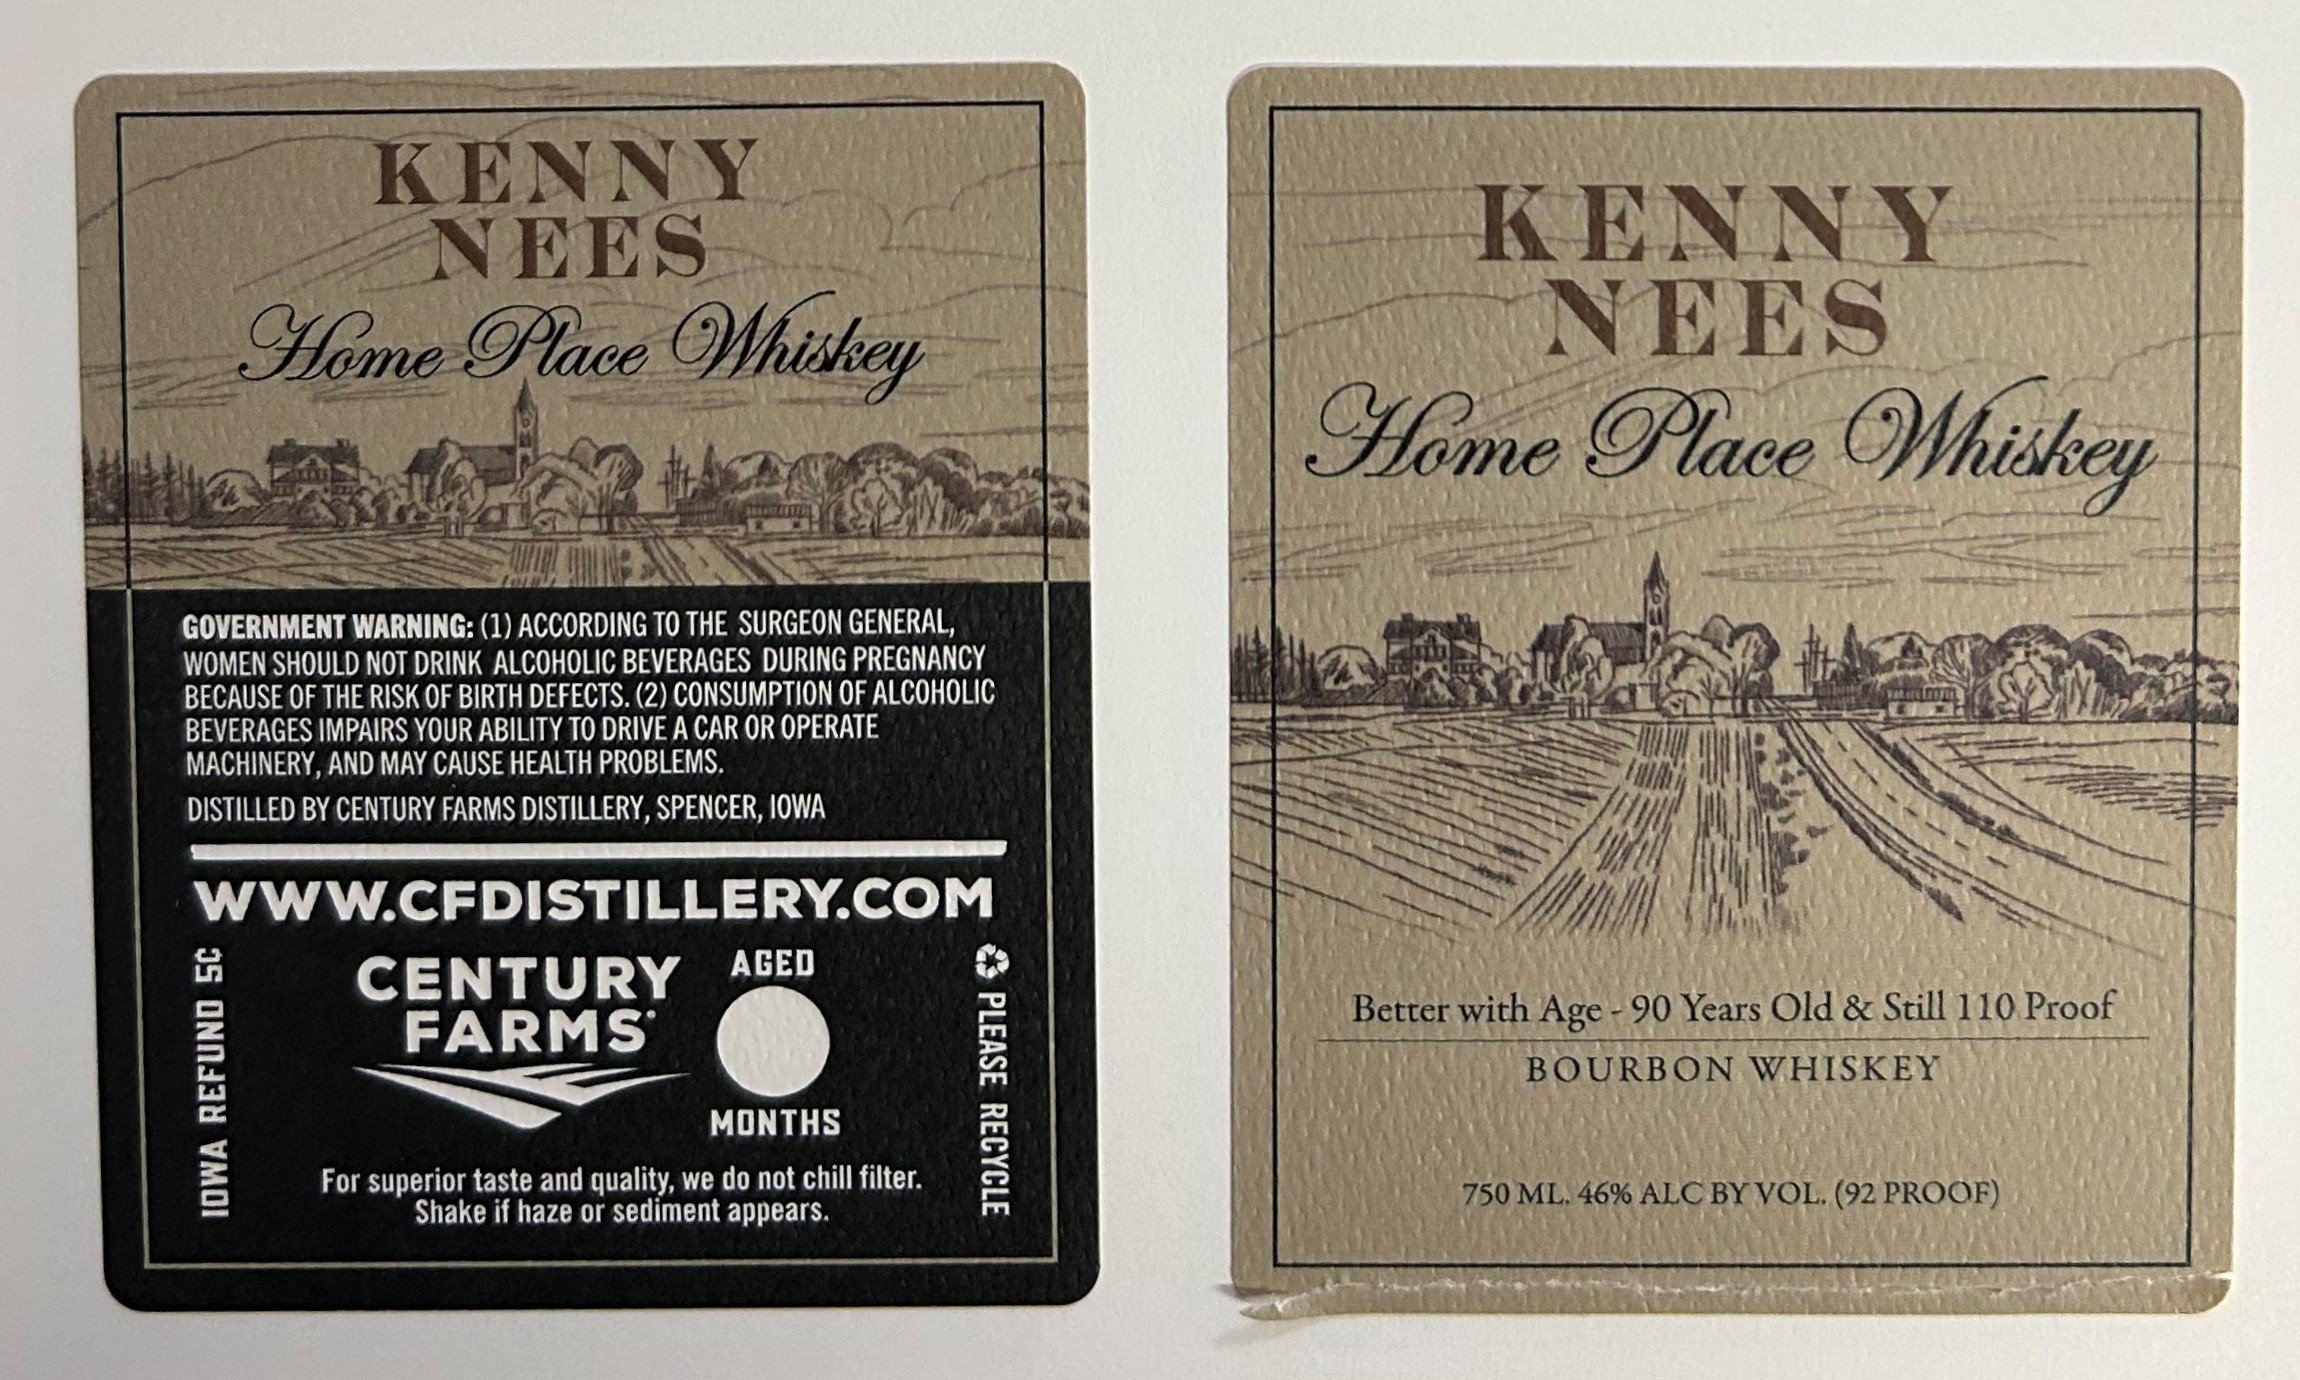 KENNY
NEES
Home Place Whiskey
GOVERNMENT WARNING: (1) ACCORDING TO THE SURGEON GENERAL,
WOMEN SHOULD NOT DRINK ALCOHOLIC BEVERAGES DURING PREGNANCY
BECAUSE OF THE RISK OF BIRTH DEFECTS. (2) CONSUMPTION OF ALCOHOLIC
BEVERAGES IMPAIRS YOUR ABILITY TO DRIVE A CAR OR OPERATE
MACHINERY, AND MAY CAUSE HEALTH PROBLEMS.
DISTILLED BY CENTURY FARMS DISTILLERY, SPENCER, IOWA
WWW.CFDISTILLERY.COM
IOWA REFUND 5¢
CENTURY
FARMS
AGED
MONTHS
PLEASE RECYCLE
For superior taste and quality, we do not chill filter.
Shake if haze or sediment appears.
KENNY
NEES
Home Place Whiskey
Better with Age - 90 Years Old & Still 110 Proof
BOURBON WHISKEY
750 ML. 46% ALC BY VOL. (92 PROOF)